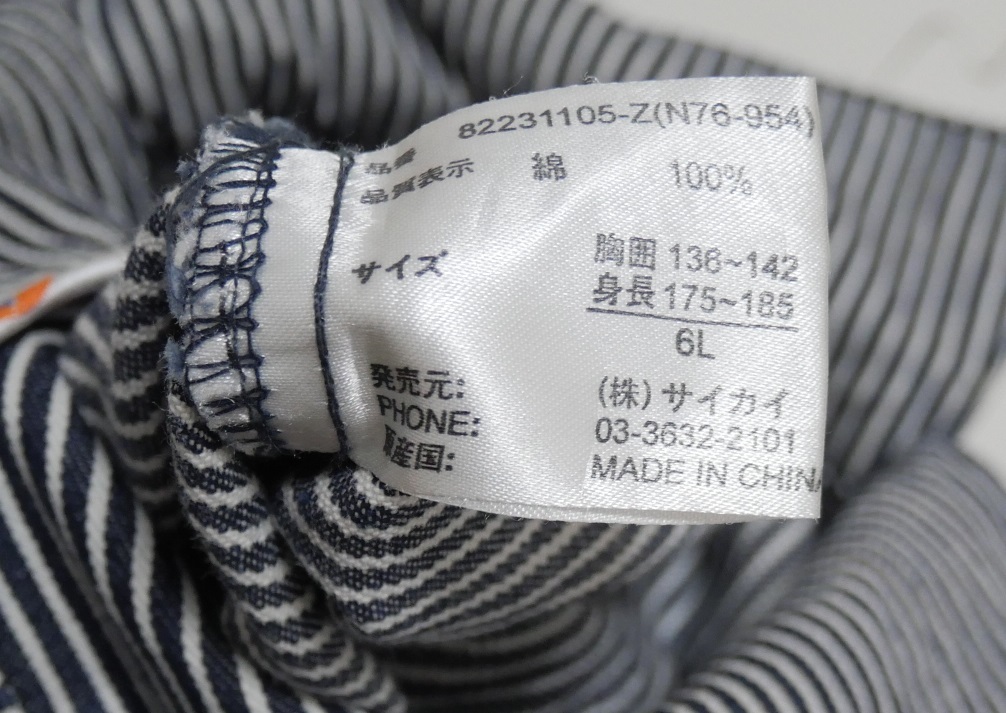 品番 82231105-Z(N76-954)
品質表示 綿 100%
サイズ 胸囲 136~142
身長 175~185
6L
発売元: (株) サイカイ
PHONE: 03-3632-2101
原産国: MADE IN CHINA